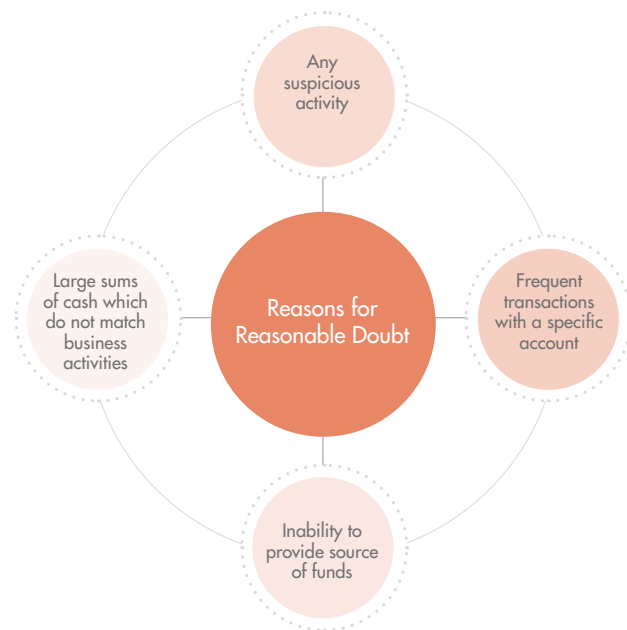 Any
suspicious
activity
Large sums
of cash which
do not match
business
activities
Reasons for
Reasonable Doubt
Frequent
transactions
with a specific
account
Inability to
provide source
of funds